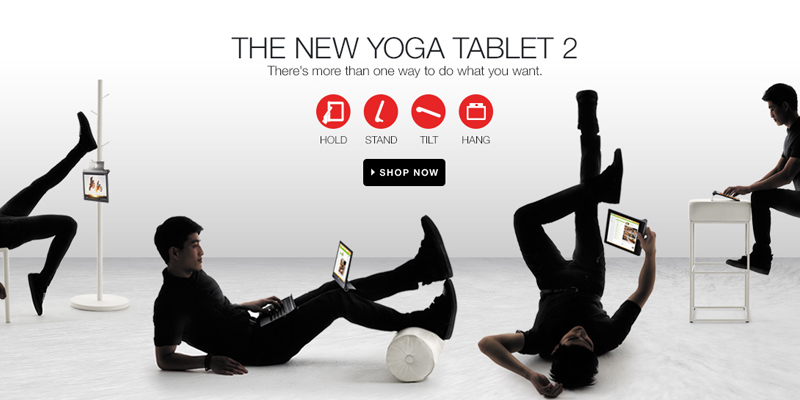 THE NEW YOGA TABLET 2
There's more than one way to do what you want.
HOLD STAND TILT HANG
SHOP NOW